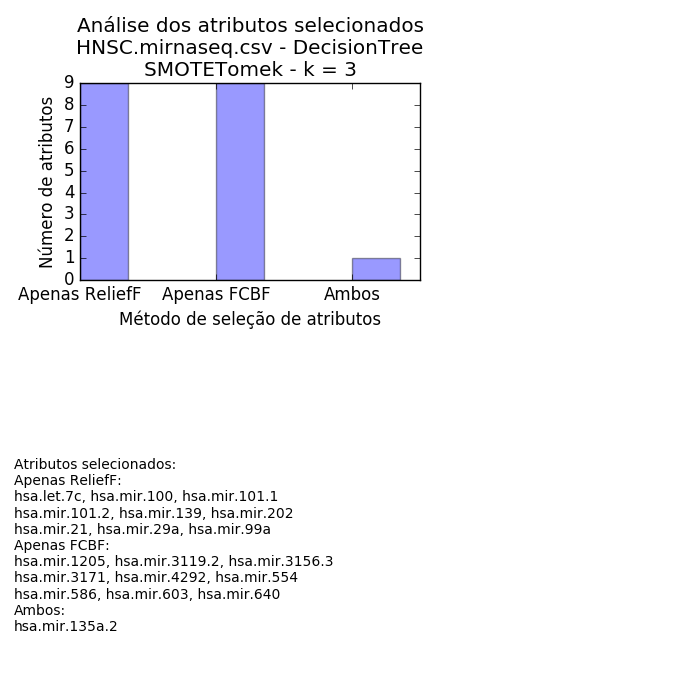 Análise dos atributos selecionados
HNSC.mirnaseq.csv - DecisionTree
SMOTETomek - k = 3
9
8
7
6
5
4
3
2
1
0
Número de atributos
Apenas ReliefF Apenas FCBF Ambos
Método de seleção de atributos
Atributos selecionados:
Apenas ReliefF:
hsa.let.7c, hsa.mir.100, hsa.mir.101.1
hsa.mir.101.2, hsa.mir.139, hsa.mir.202
hsa.mir.21, hsa.mir.29a, hsa.mir.99a
Apenas FCBF:
hsa.mir.1205, hsa.mir.3119.2, hsa.mir.3156.3
hsa.mir.3171, hsa.mir.4292, hsa.mir.554
hsa.mir.586, hsa.mir.603, hsa.mir.640
Ambos:
hsa.mir.135a.2